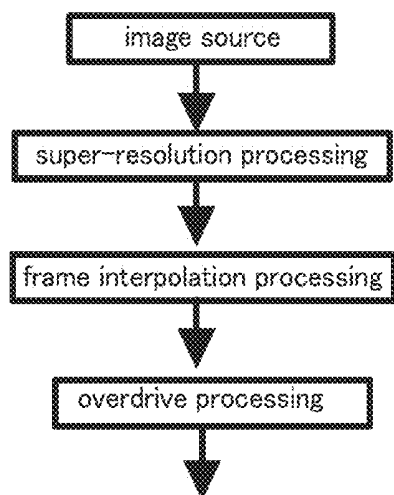 image source
super-resolution processing
frame interpolation processing
overdrive processing